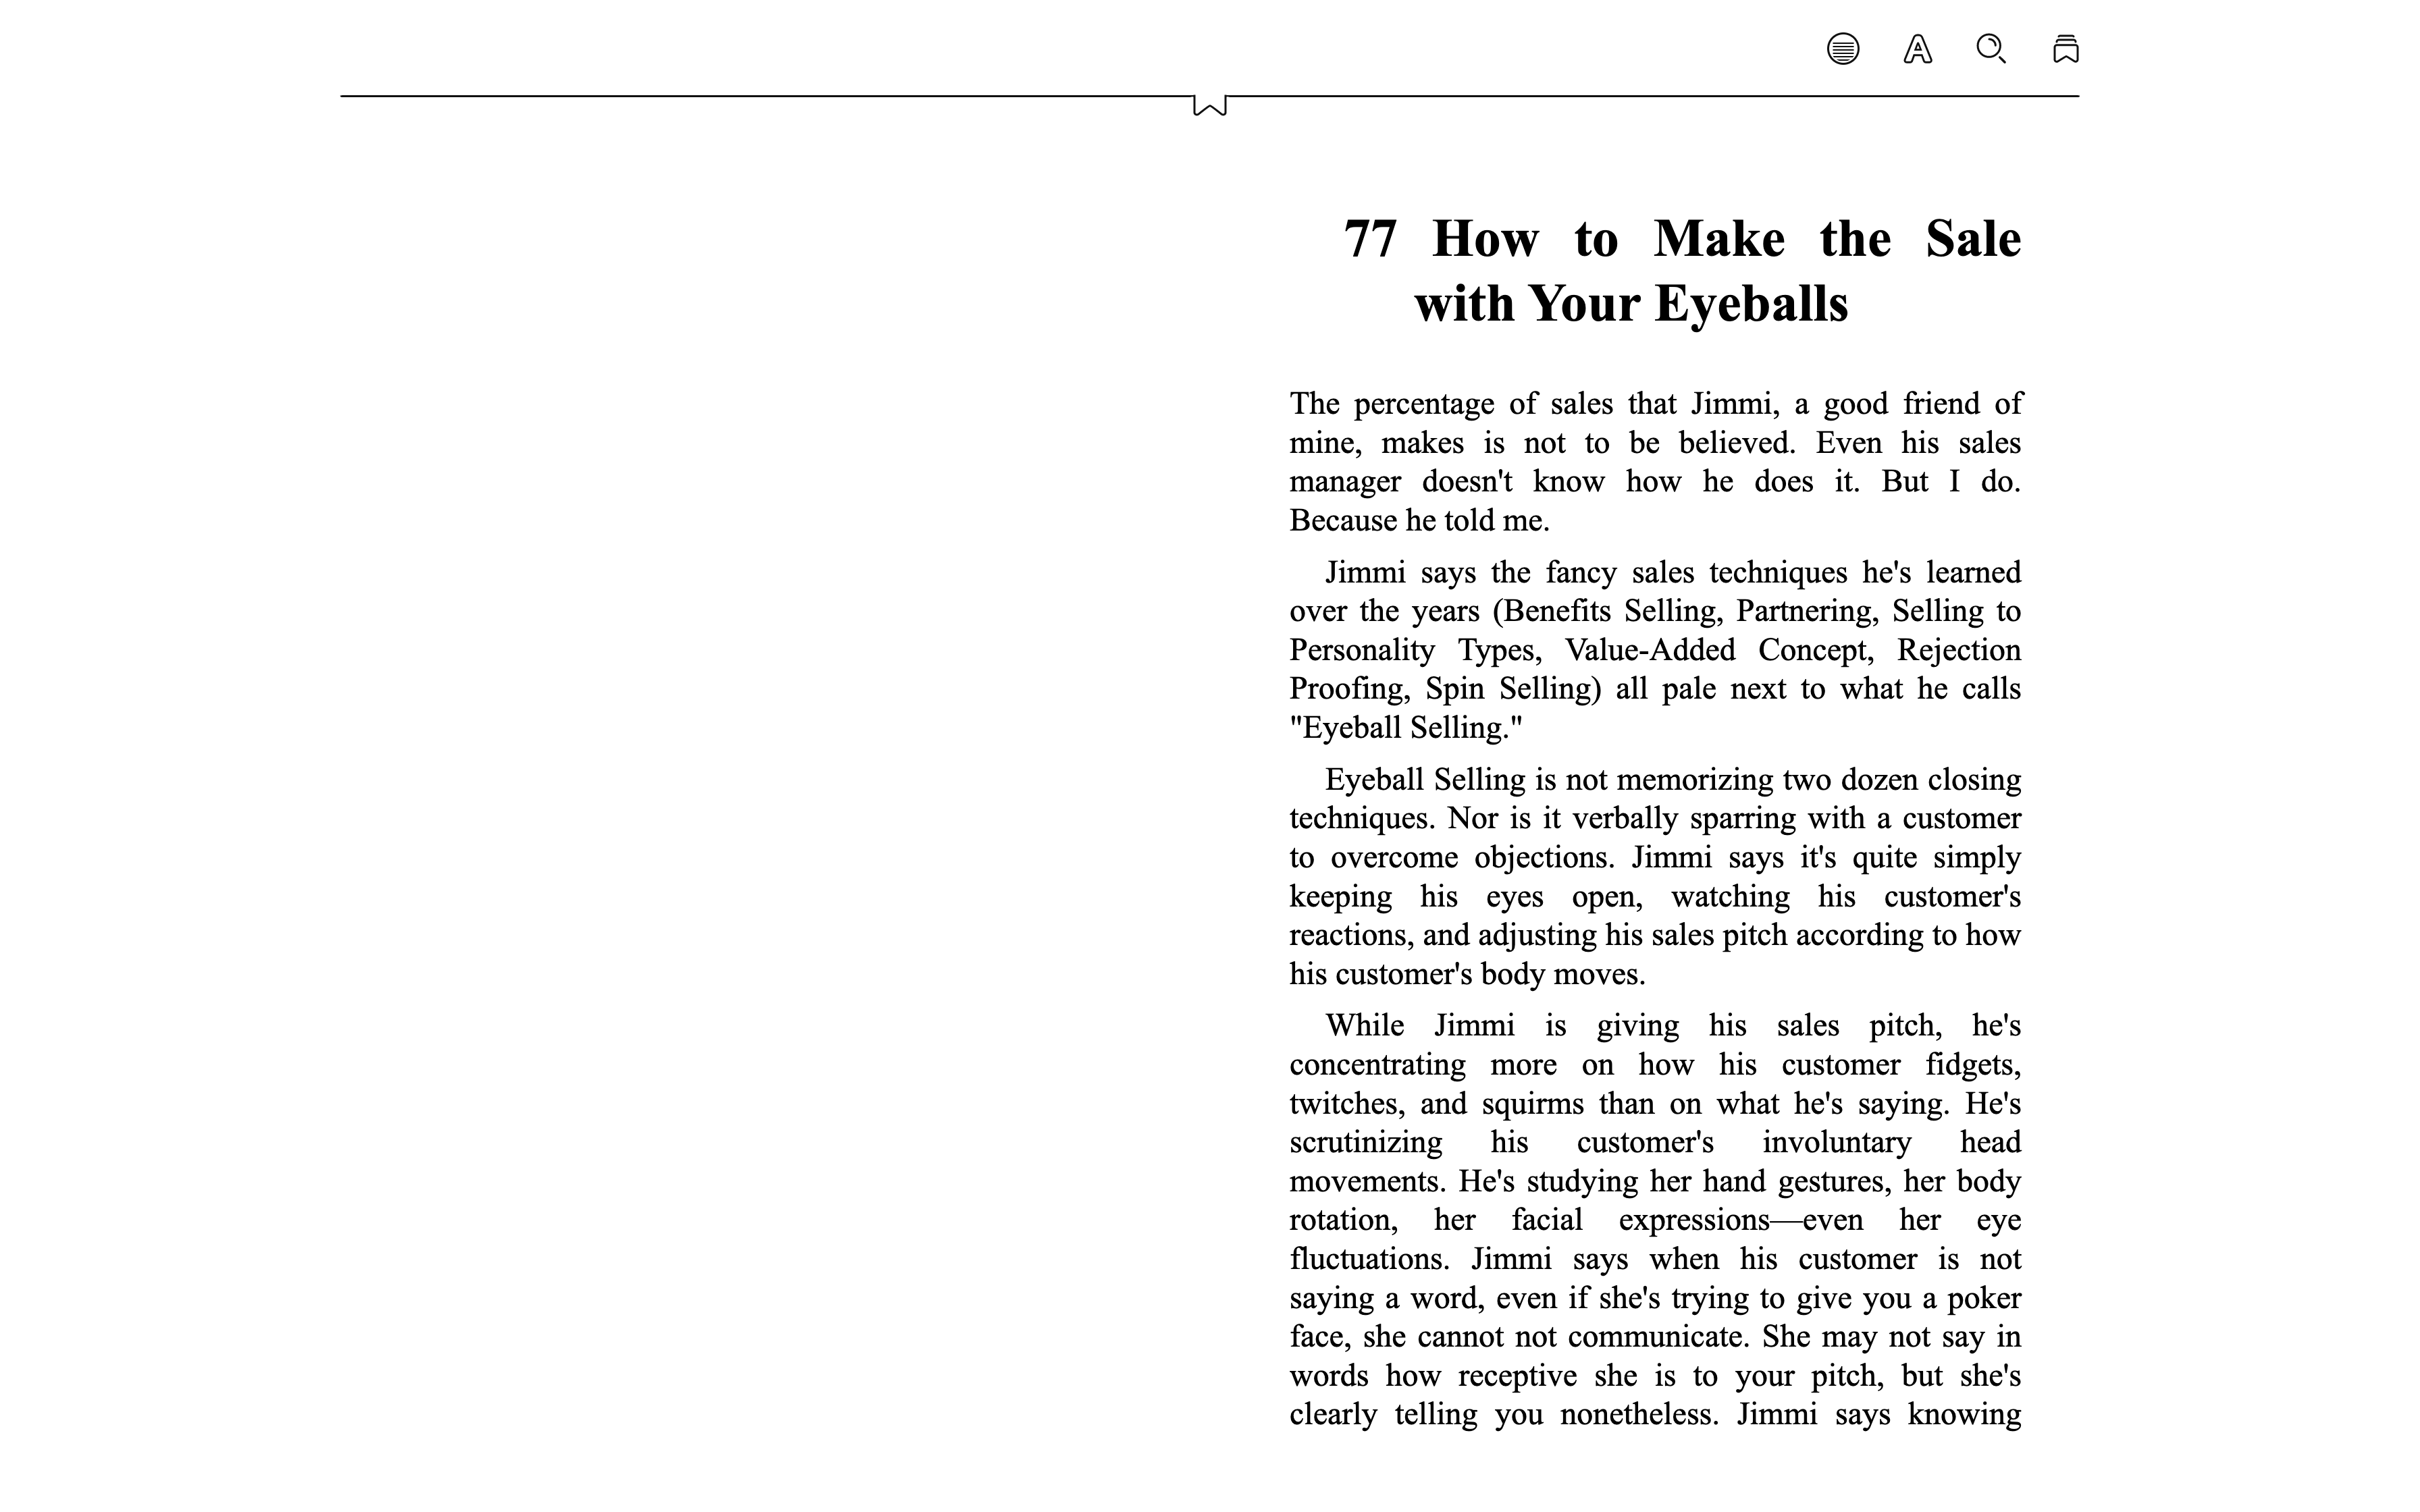 77 How to Make the Sale
with Your Eyeballs
The percentage of sales that Jimmi, a good friend of
mine, makes is not to be believed. Even his sales
manager doesn't know how he does it. But I do.
Because he told me.
Jimmi says the fancy sales techniques he's learned
over the years (Benefits Selling, Partnering, Selling to
Personality Types, Value-Added Concept, Rejection
Proofing, Spin Selling) all pale next to what he calls
"Eyeball Selling."
Eyeball Selling is not memorizing two dozen closing
techniques. Nor is it verbally sparring with a customer
to overcome objections. Jimmi says it's quite simply
keeping his eyes open, watching his customer's
reactions, and adjusting his sales pitch according to how
his customer's body moves.
While Jimmi is giving his sales pitch, he's
concentrating more on how his customer fidgets,
twitches, and squirms than on what he's saying. He's
scrutinizing his customer's involuntary head
movements. He's studying her hand gestures, her body
rotation, her facial expressions—even her eye
fluctuations. Jimmi says when his customer is not
saying a word, even if she's trying to give you a poker
face, she cannot not communicate. She may not say in
words how receptive she is to your pitch, but she's
clearly telling you nonetheless. Jimmi says knowing